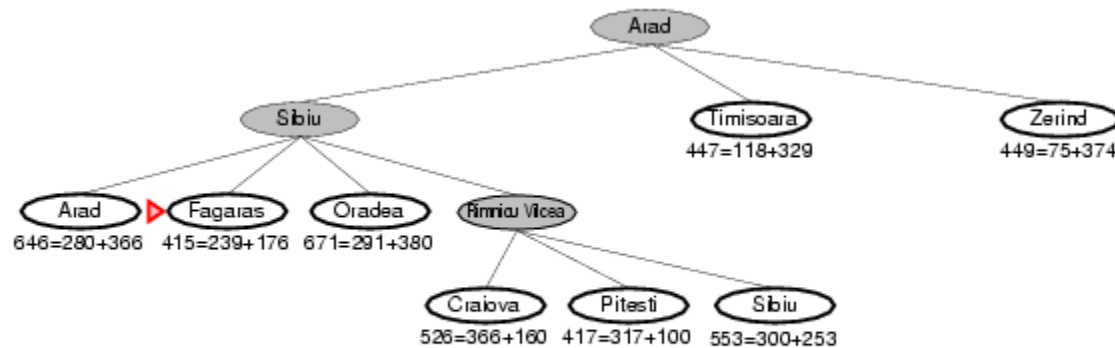 Arad
Sibiu
Timisoara
Zerind
447=118+329
449=75+374
Arad
Fagaras
Oradea
Rimnicu Vilcea
646=280+366
415=239+176
671=291+380
Craiova
Pitesti
Sibiu
526=366+160
417=317+100
553=300+253